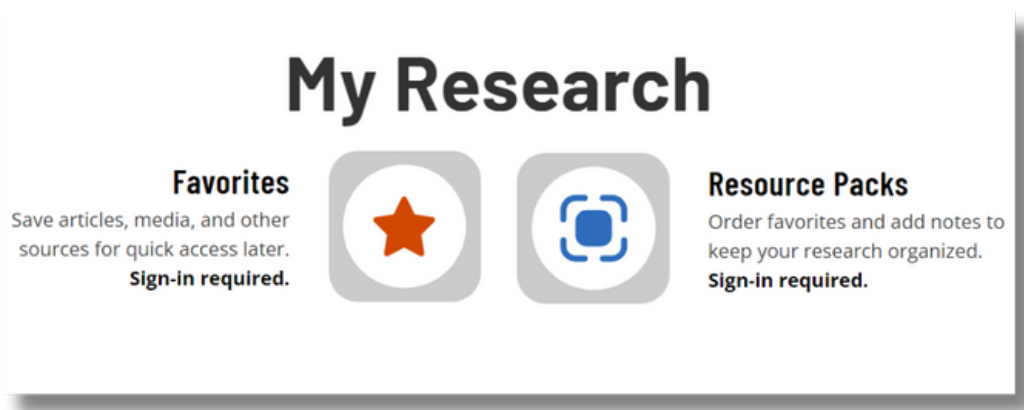 My Research
Favorites
Save articles, media, and other
sources for quick access later.
Sign-in required.
Resource Packs
Order favorites and add notes to
keep your research organized.
Sign-in required.